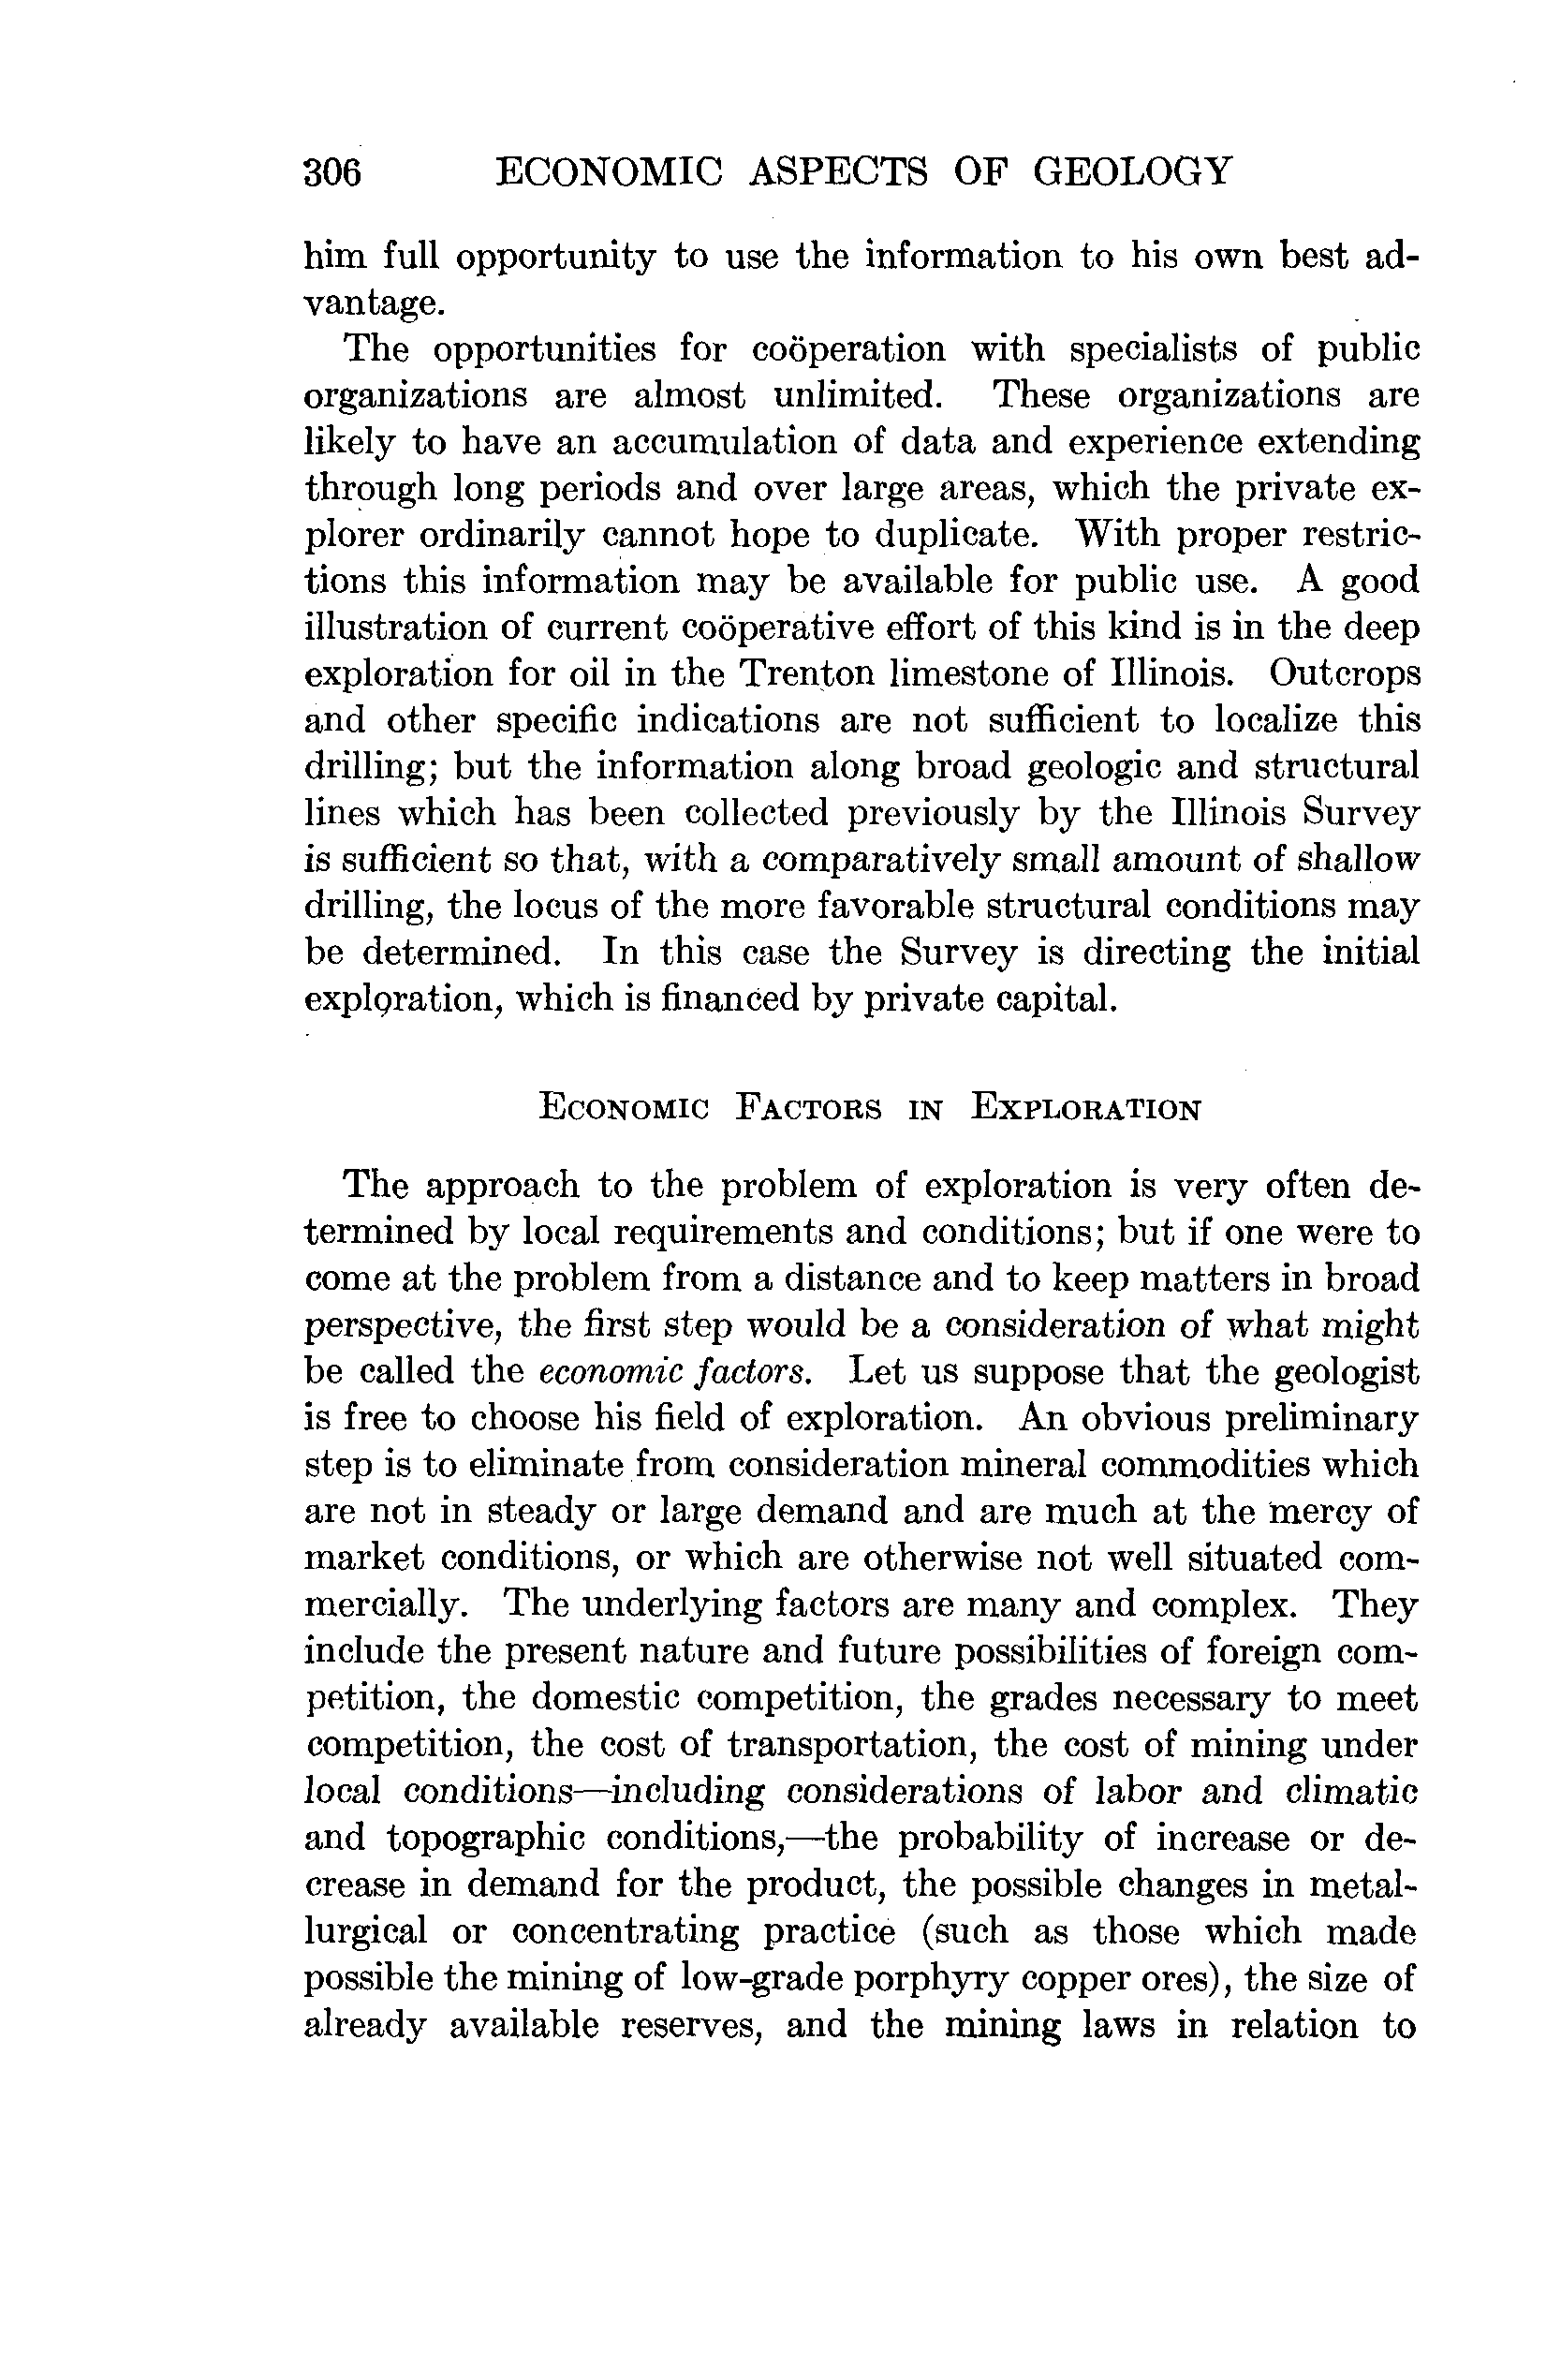 306 ECONOMIC ASPECTS OF GEOLOGY
him full opportunity to use the information to his own best ad-
vantage.
The opportunities for coöperation with specialists of public
organizations are almost unlimited. These organizations are
likely to have an accumulation of data and experience extending
through long periods and over large areas, which the private ex-
plorer ordinarily cannot hope to duplicate. With proper restric-
tions this information may be available for public use. A good
illustration of current coöperative effort of this kind is in the deep
exploration for oil in the Trenton limestone of Illinois. Outcrops
and other specific indications are not sufficient to localize this
drilling; but the information along broad geologic and structural
lines which has been collected previously by the Illinois Survey
is sufficient so that, with a comparatively small amount of shallow
drilling, the locus of the more favorable structural conditions may
be determined. In this case the Survey is directing the initial
exploration, which is financed by private capital.
ECONOMIC FACTORS IN EXPLORATION
The approach to the problem of exploration is very often de-
termined by local requirements and conditions; but if one were to
come at the problem from a distance and to keep matters in broad
perspective, the first step would be a consideration of what might
be called the economic factors. Let us suppose that the geologist
is free to choose his field of exploration. An obvious preliminary
step is to eliminate from consideration mineral commodities which
are not in steady or large demand and are much at the mercy of
market conditions, or which are otherwise not well situated com-
mercially. The underlying factors are many and complex. They
include the present nature and future possibilities of foreign com-
petition, the domestic competition, the grades necessary to meet
competition, the cost of transportation, the cost of mining under
local conditions—including considerations of labor and climatic
and topographic conditions,—the probability of increase or de-
crease in demand for the product, the possible changes in metal-
lurgical or concentrating practice (such as those which made
possible the mining of low-grade porphyry copper ores), the size of
already available reserves, and the mining laws in relation to